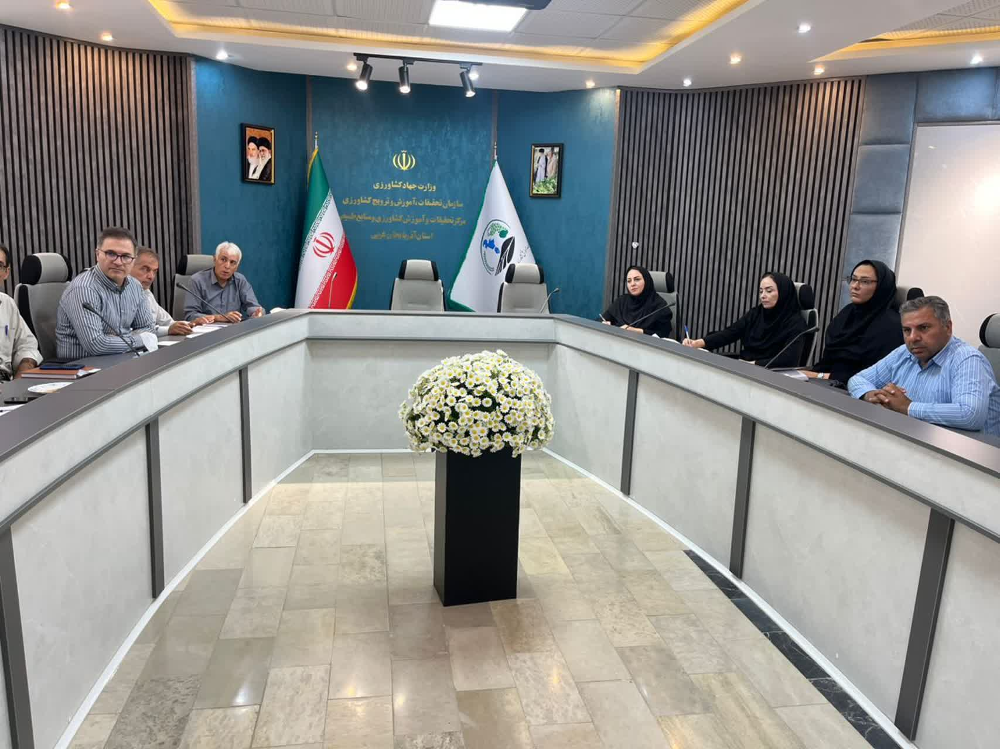 وزارت جهادکشاورزی
سازمان تحقیقات،آموزش و ترویج کشاورزی
مرکز تحقیقات و آموزش کشاورزی و منابع طبیعی
استان آذربایجان غربی